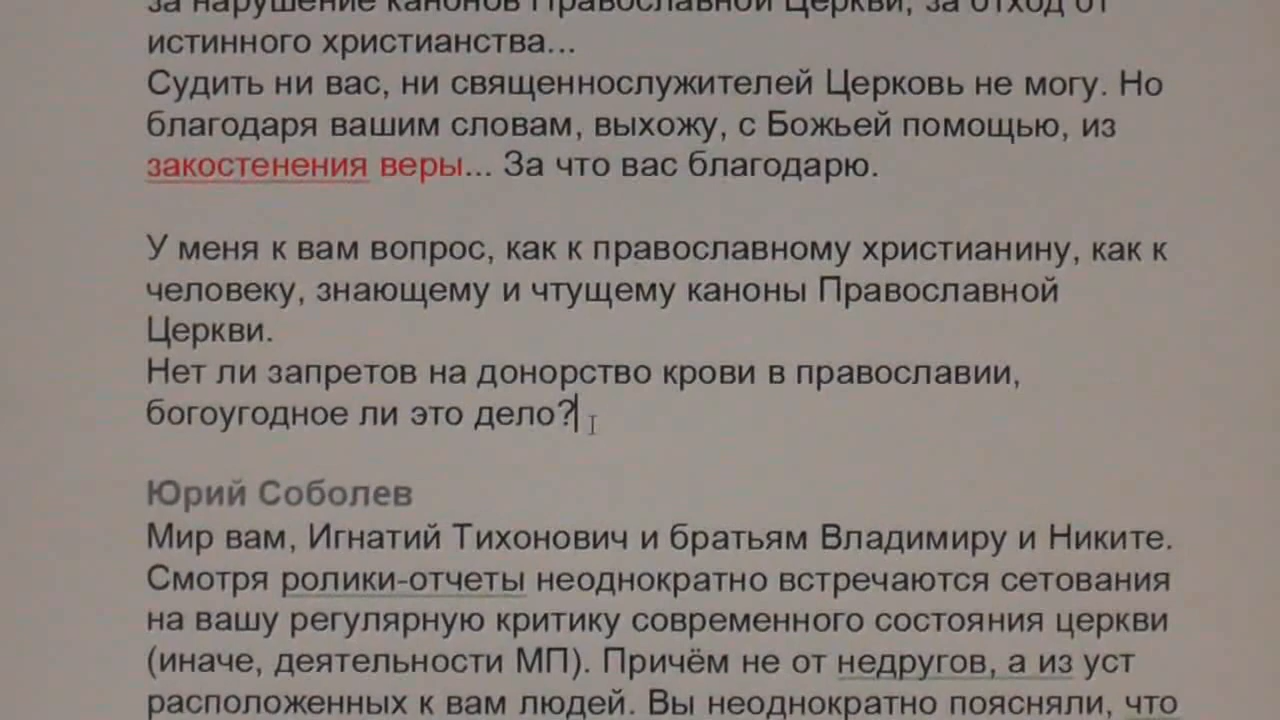 за нарушение канонов Православной Церкви, за отход от
истинного христианства...
Судить ни вас, ни священнослужителей Церковь не могу. Но
благодаря вашим словам, выхожу, с Божьей помощью, из
закостенения веры... За что вас благодарю.
У меня к вам вопрос, как к православному христианину, как к
человеку, знающему и чтущему каноны Православной
Церкви.
Нет ли запретов на донорство крови в православии,
богоугодное ли это дело?
Юрий Соболев
Мир вам, Игнатий Тихонович и братьям Владимиру и Никите.
Смотря ролики-отчеты неоднократно встречаются сетования
на вашу регулярную критику современного состояния церкви
(иначе, деятельности МП). Причём не от недругов, а из уст
расположенных к вам людей. Вы неоднократно поясняли, что